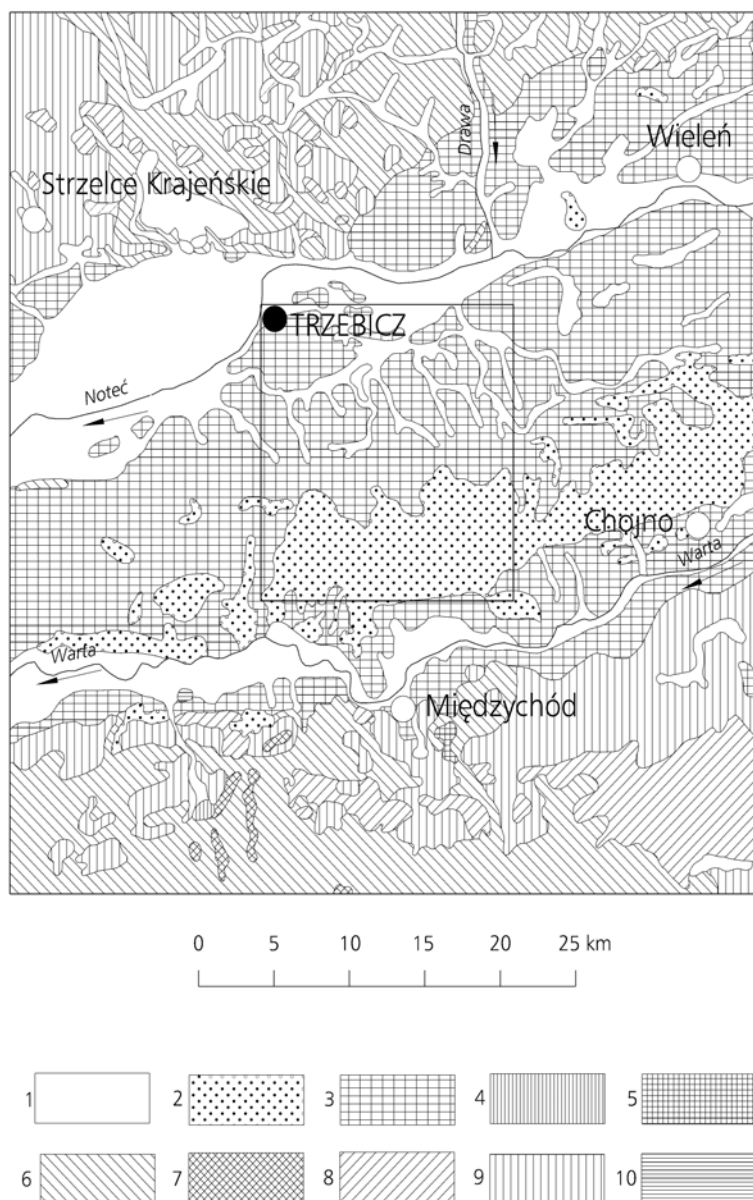 Drawa
Wieleń
Strzelce Krajeńskie
TRZEBICZ
Noteć
Chojno
Warta
Warta
Międzychód
0 5 10 15 20 25 km
1 2 3 4 5
6 7 8 9 10